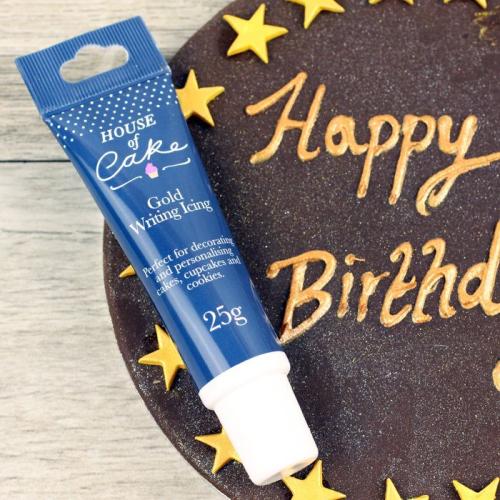 HOUSE
of
Cake
Gold
Writing Icing
Perfect for decorating
and personalising
cakes, cupcakes and
cookies.
25g
Happy
Birthd